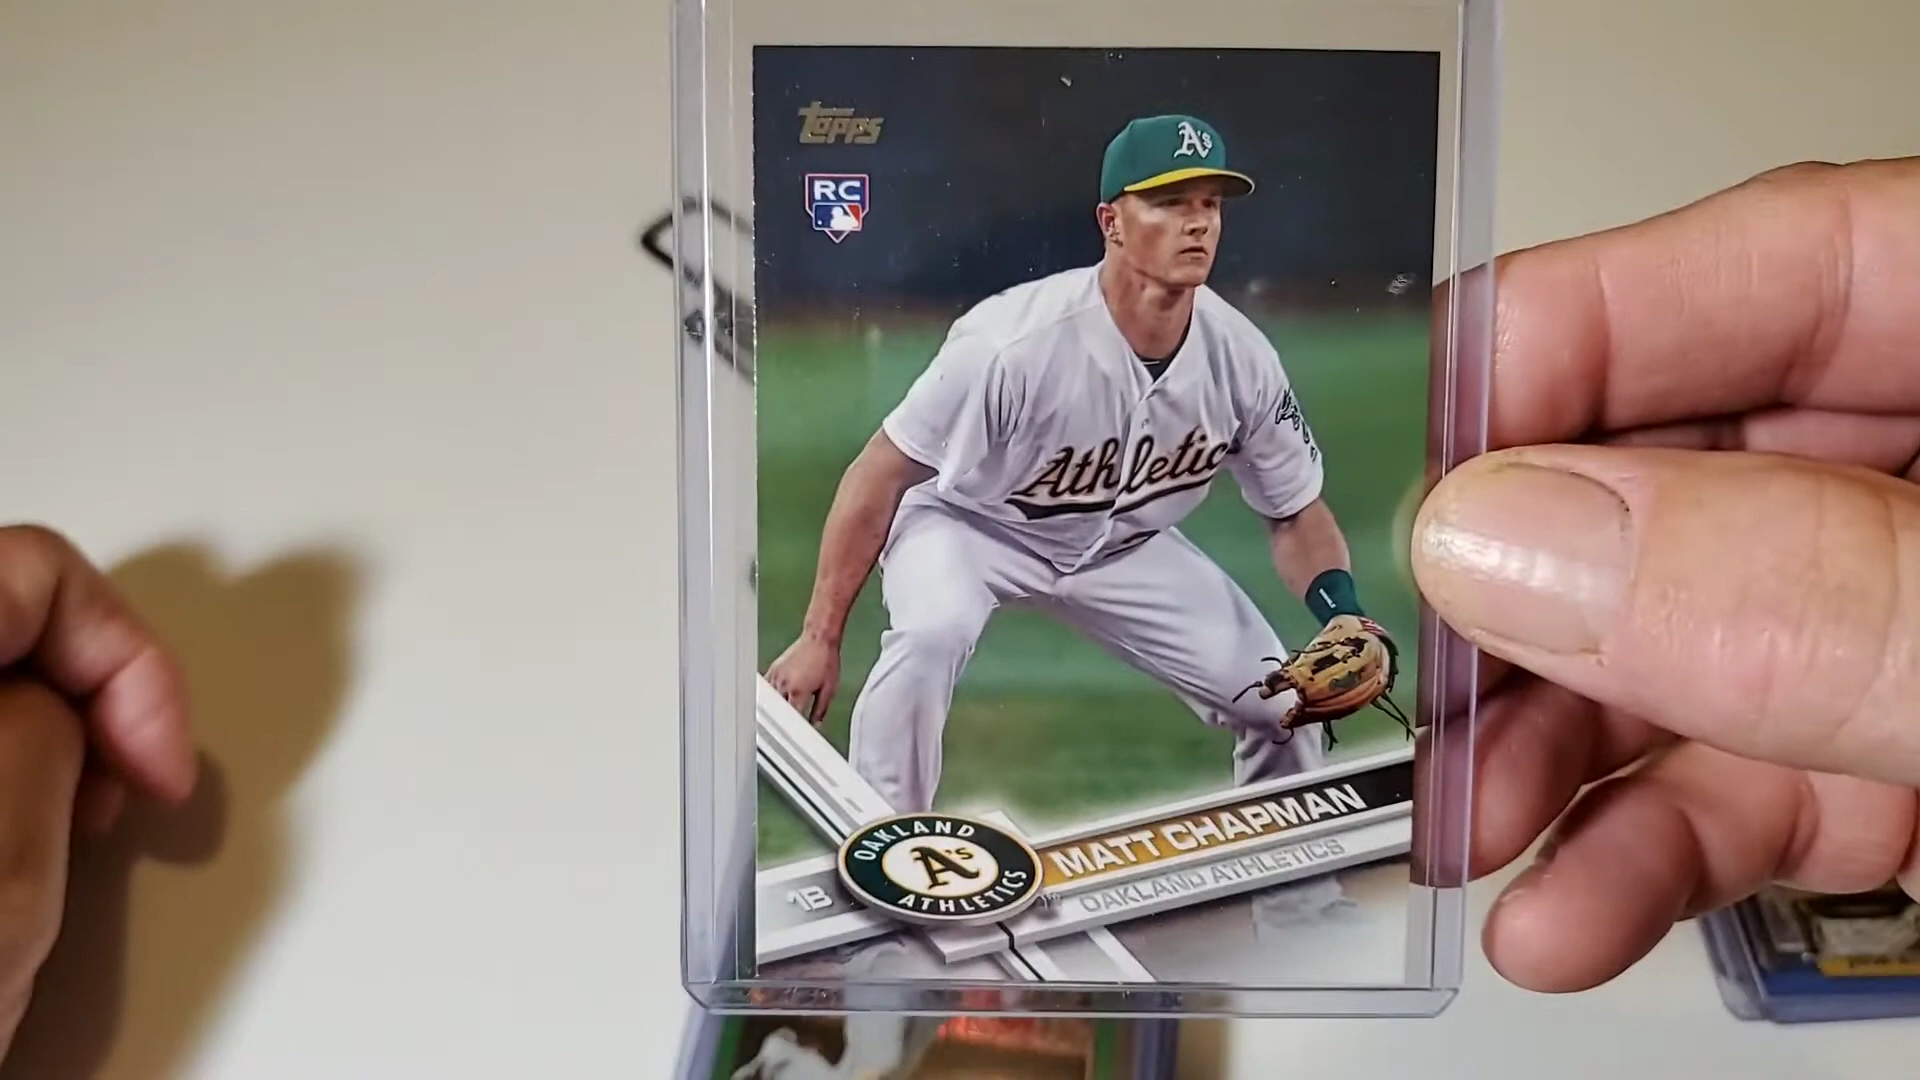 Topps
RC
A's
Athletics
MATT CHAPMAN
OAKLAND ATHLETICS
1B
OAKLAND
A's
ATHLETICS